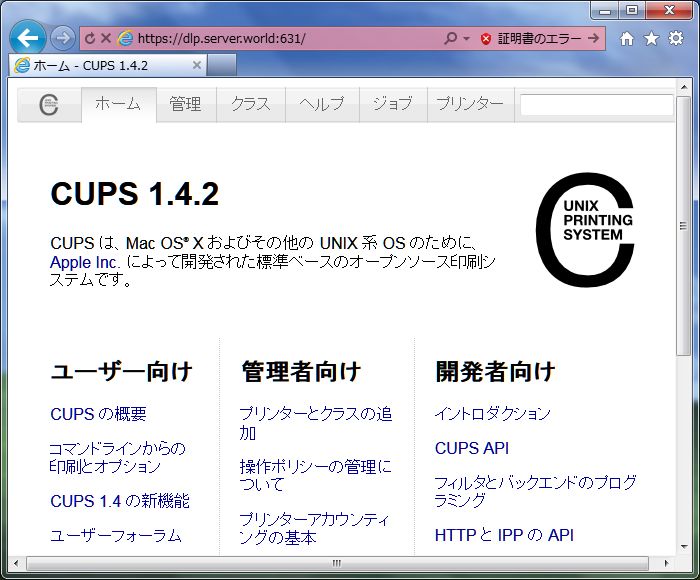 https://dlp.server.world:631/
証明書のエラー
ホーム - CUPS 1.4.2
ホーム
管理
クラス
ヘルプ
ジョブ
プリンター
CUPS 1.4.2
CUPS は、Mac OS® X およびその他の UNIX 系 OS のために、
Apple Inc. によって開発された標準ベースのオープンソース印刷シ
ステムです。
UNIX
PRINTING
SYSTEM
ユーザー向け
CUPS の概要
コマンドラインからの
印刷とオプション
CUPS 1.4 の新機能
ユーザーフォーラム
管理者向け
プリンターとクラスの追
加
操作ポリシーの管理に
ついて
プリンターアカウンティ
ングの基本
開発者向け
イントロダクション
CUPS API
フィルタとバックエンドのプログ
ラミング
HTTP と IPP の API